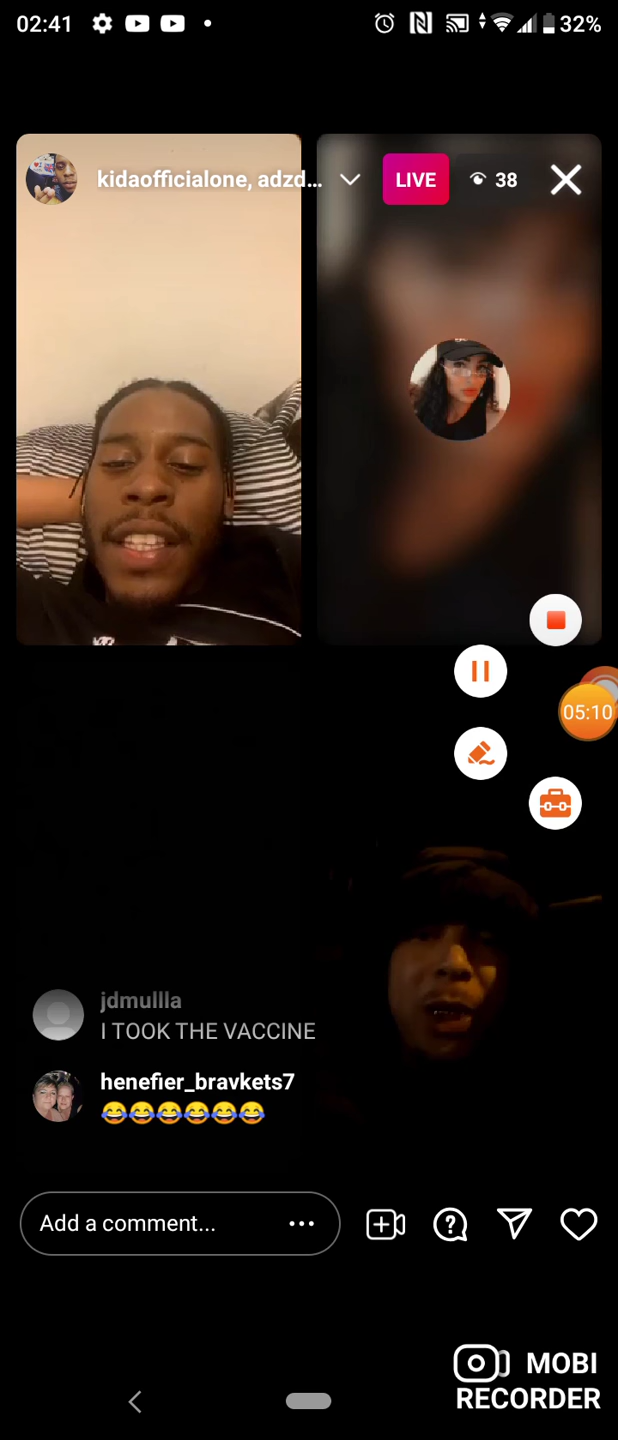 02:41
32%
kidaofficialone, adzd...
LIVE
38
05:10
jdmullla
I TOOK THE VACCINE
henefier_bravkets7
😂😂😂😂😂😂
Add a comment...
MOBI
RECORDER